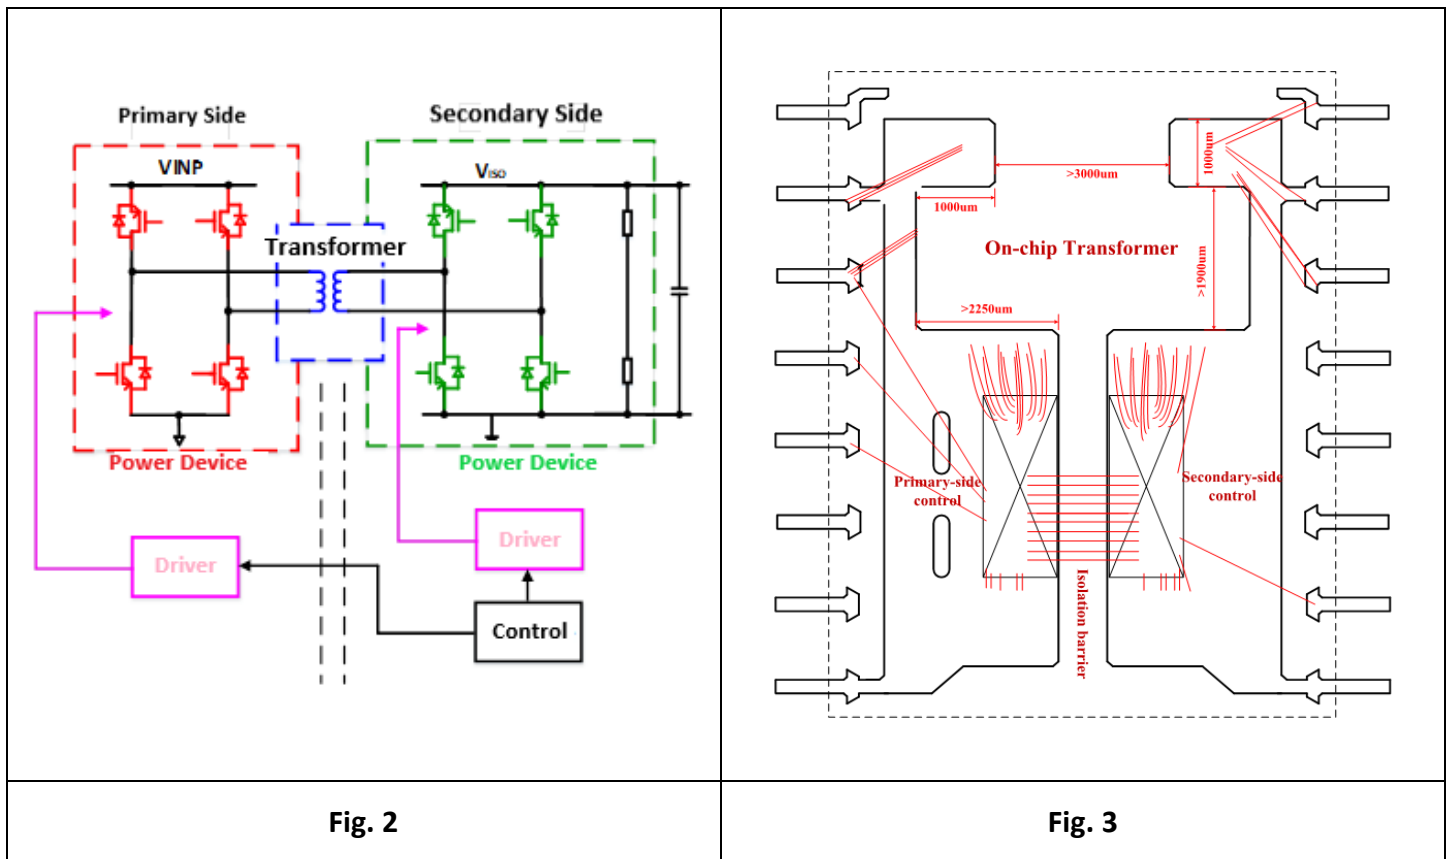 Primary Side
Secondary Side
VINP
VISO
Transformer
Power Device
Power Device
Driver
Driver
Control
Fig. 2
1000um
>3000um
1000um
On-chip Transformer
>1900um
>2250um
Primary-side
control
Secondary-side
control
Isolation barrier
Fig. 3